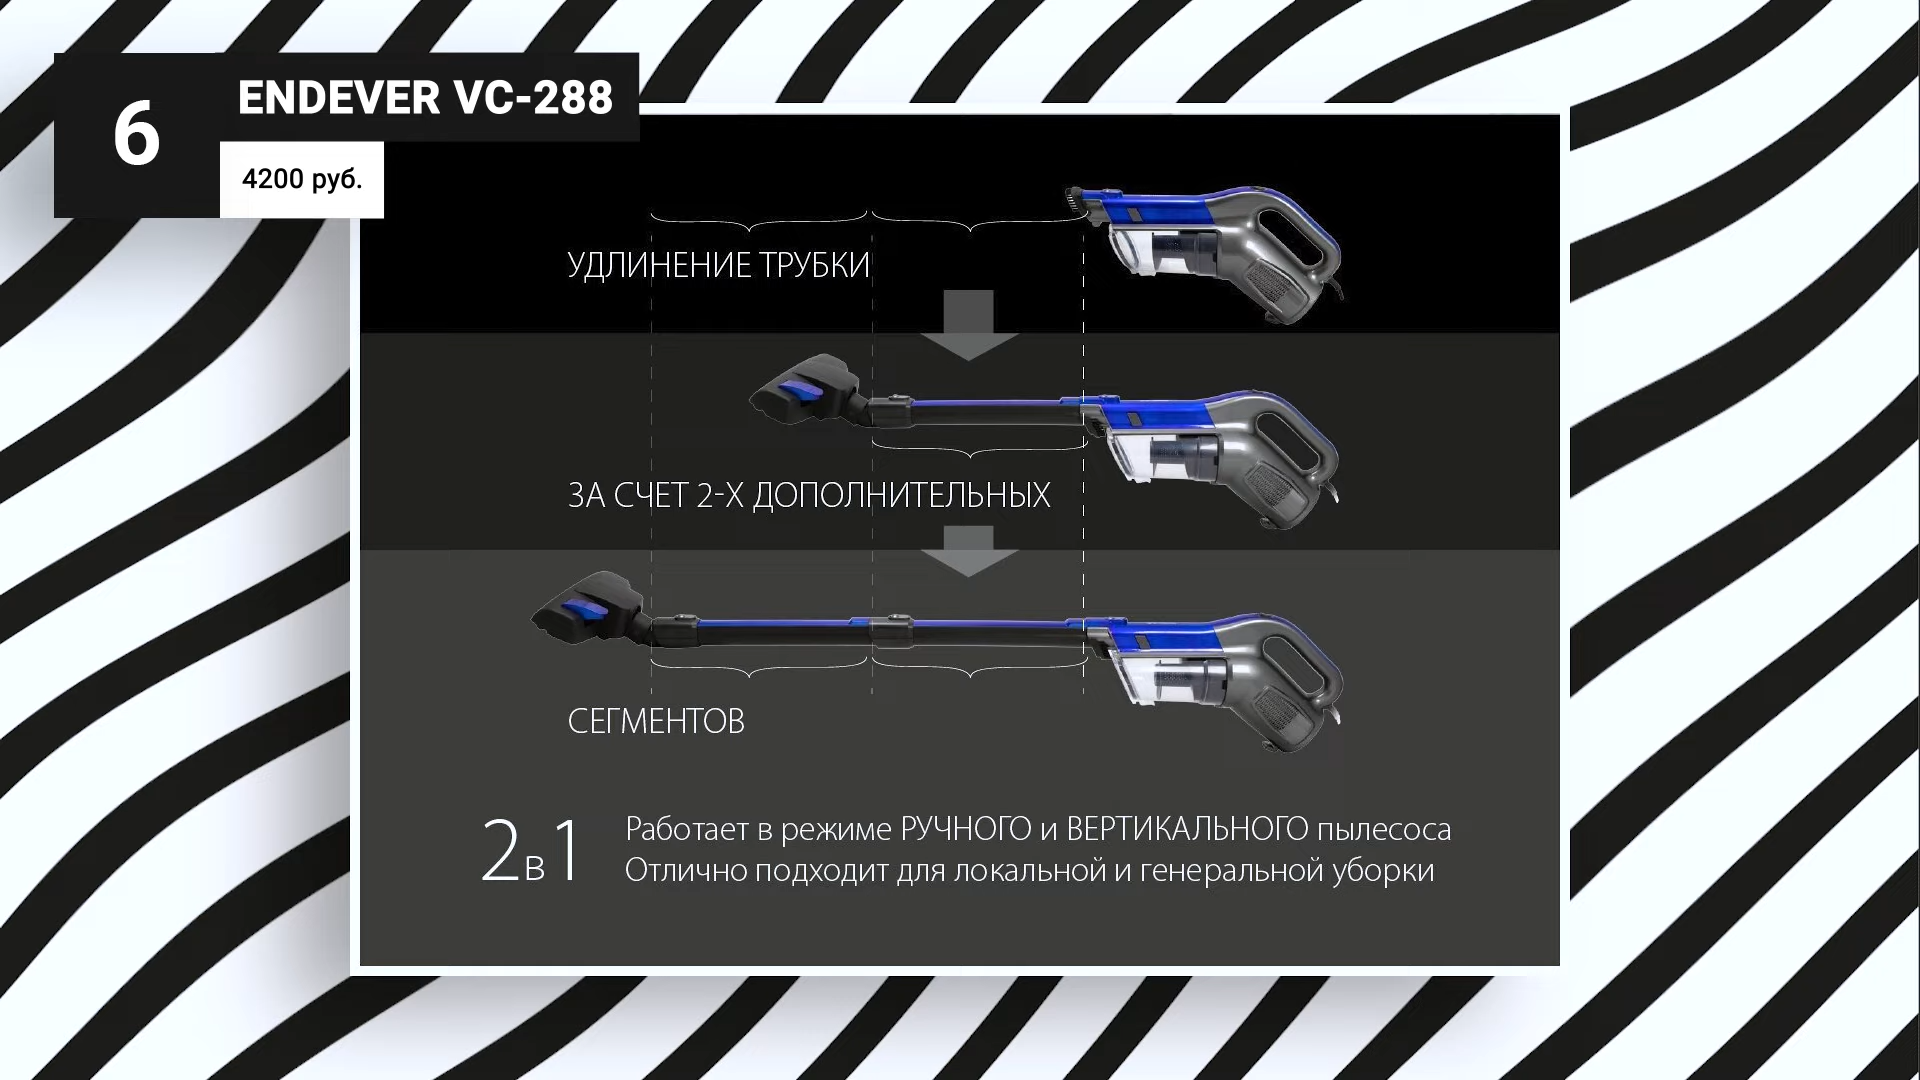 6
ENDEVER VC-288
4200 руб.
УДЛИНЕНИЕ ТРУБКИ
ЗА СЧЕТ 2-Х ДОПОЛНИТЕЛЬНЫХ
СЕГМЕНТОВ
2в1
Работает в режиме РУЧНОГО и ВЕРТИКАЛЬНОГО пылесоса
Отлично подходит для локальной и генеральной уборки